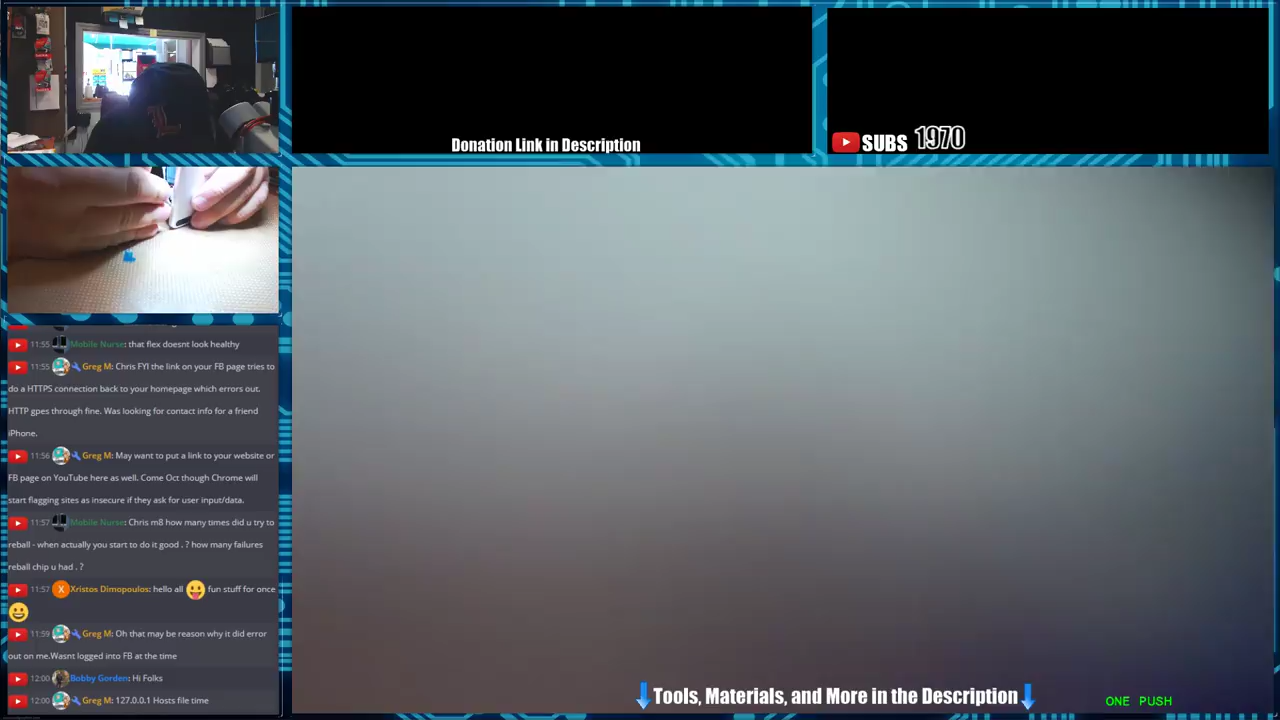 Donation Link in Description
SUBS 1970
11:55 Mobile Nurse: that flex doesnt look healthy
11:55 Greg M: Chris FYI the link on your FB page tries to
do a HTTPS connection back to your homepage which errors out.
HTTP gpes through fine. Was looking for contact info for a friend
iPhone.
11:56 Greg M: May want to put a link to your website or
FB page on YouTube here as well. Come Oct though Chrome will
start flagging sites as insecure if they ask for user input/data.
11:57 Mobile Nurse: Chris m8 how many times did u try to
reball - when actually you start to do it good . ? how many failures
reball chip u had . ?
11:57 X Xristos Dimopoulos: hello all 😛 fun stuff for once
😀
11:59 Greg M: Oh that may be reason why it did error
out on me.Wasnt logged into FB at the time
12:00 Bobby Gorden: Hi Folks
12:00 Greg M: 127.0.0.1 Hosts file time
Tools, Materials, and More in the Description
ONE PUSH